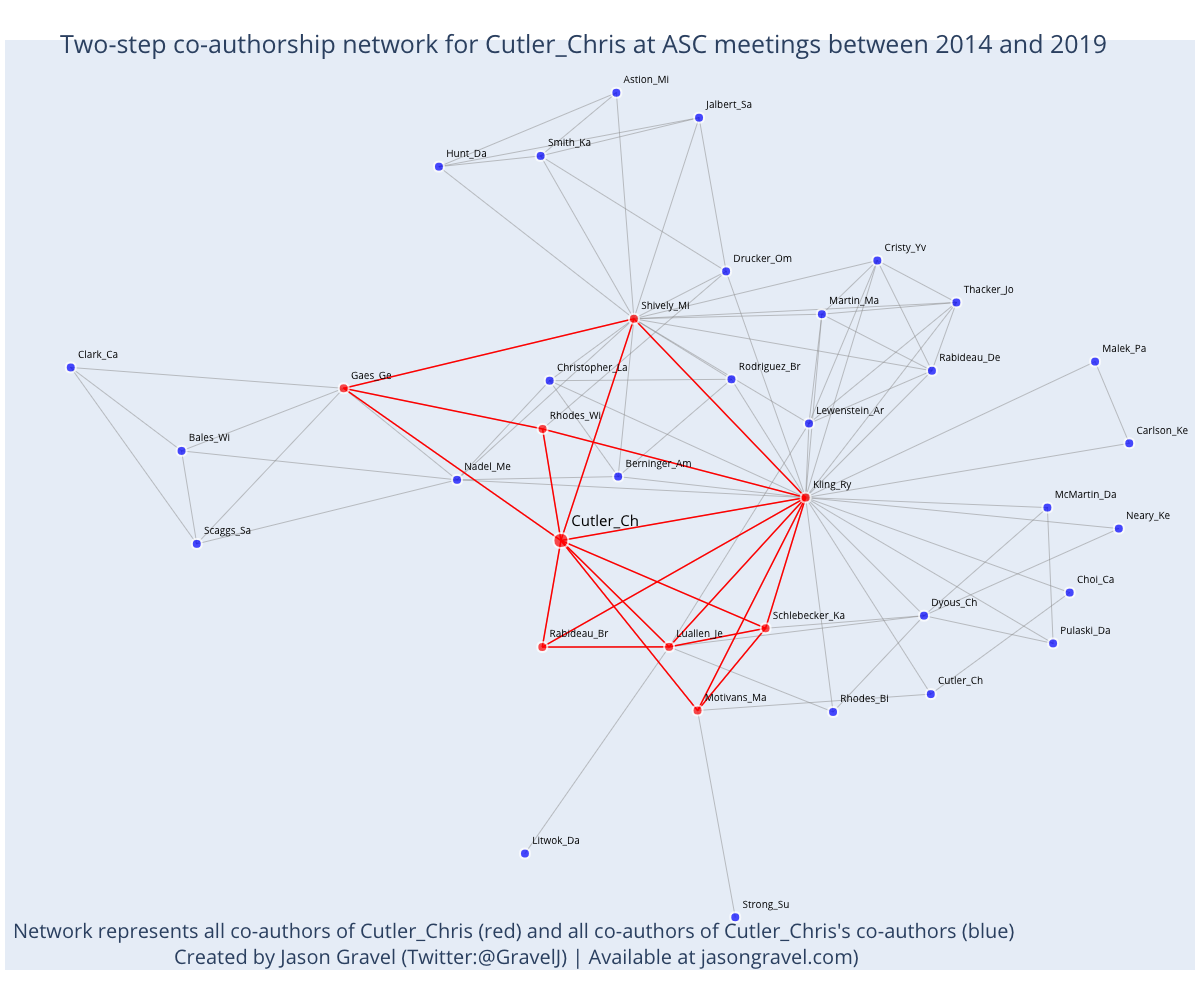 Two-step co-authorship network for Cutler_Chris at ASC meetings between 2014 and 2019
Astion_Mi
Jalbert_Sa
Smith_Ka
Hunt_Da
Cristy_Yv
Drucker_Om
Thacker_Jo
Martin_Ma
Shively_Mi
Malek_Pa
Clark_Ca
Rabideau_De
Christopher_La
Rodriguez_Br
Gaes_Ge
Lewenstein_Ar
Rhodes_Wi
Carlson_Ke
Bales_Wi
Berninger_Am
Nadel_Me
Kling_Ry
McMartin_Da
Neary_Ke
Cutler_Ch
Scaggs_Sa
Choi_Ca
Dyous_Ch
Schlebecker_Ka
Pulaski_Da
Rabideau_Br
Luallen_Je
Cutler_Ch
Motivans_Ma
Rhodes_Bi
Litwok_Da
Strong_Su
Network represents all co-authors of Cutler_Chris (red) and all co-authors of Cutler_Chris's co-authors (blue)
Created by Jason Gravel (Twitter:@GravelJ) | Available at jasongravel.com)